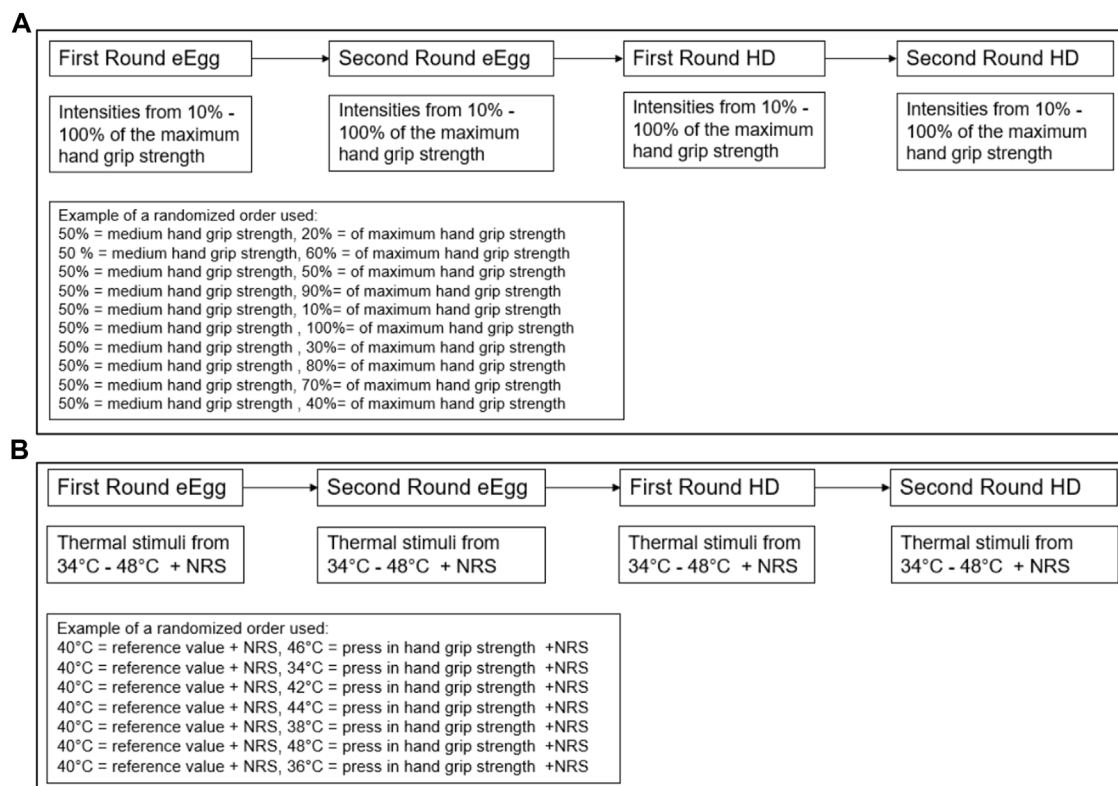 A
First Round eEgg
Second Round eEgg
First Round HD
Second Round HD
Intensities from 10% -
100% of the maximum
hand grip strength
Intensities from 10% -
100% of the maximum
hand grip strength
Intensities from 10% -
100% of the maximum
hand grip strength
Intensities from 10% -
100% of the maximum
hand grip strength
Example of a randomized order used:
50% = medium hand grip strength, 20% = of maximum hand grip strength
50 % = medium hand grip strength, 60% = of maximum hand grip strength
50% = medium hand grip strength, 50% = of maximum hand grip strength
50% = medium hand grip strength, 90%= of maximum hand grip strength
50% = medium hand grip strength, 10%= of maximum hand grip strength
50% = medium hand grip strength , 100%= of maximum hand grip strength
50% = medium hand grip strength , 30%= of maximum hand grip strength
50% = medium hand grip strength , 80%= of maximum hand grip strength
50% = medium hand grip strength, 70%= of maximum hand grip strength
50% = medium hand grip strength , 40%= of maximum hand grip strength
B
First Round eEgg
Second Round eEgg
First Round HD
Second Round HD
Thermal stimuli from
34°C - 48°C + NRS
Thermal stimuli from
34°C - 48°C + NRS
Thermal stimuli from
34°C - 48°C + NRS
Thermal stimuli from
34°C - 48°C + NRS
Example of a randomized order used:
40°C = reference value + NRS, 46°C = press in hand grip strength +NRS
40°C = reference value + NRS, 34°C = press in hand grip strength +NRS
40°C = reference value + NRS, 42°C = press in hand grip strength +NRS
40°C = reference value + NRS, 44°C = press in hand grip strength +NRS
40°C = reference value + NRS, 38°C = press in hand grip strength +NRS
40°C = reference value + NRS, 48°C = press in hand grip strength +NRS
40°C = reference value + NRS, 36°C = press in hand grip strength +NRS